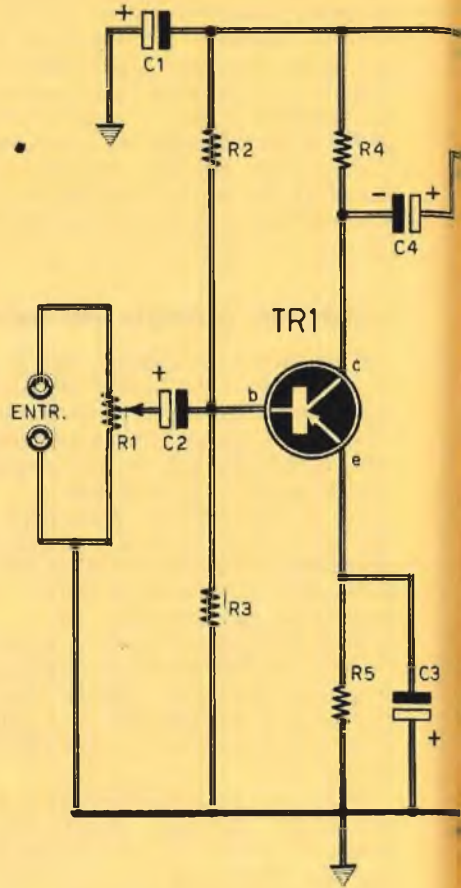 +
C1
R2
R4
- +
C4
TR1
c
b
e
+
ENTR.
R1
C2
R3
R5
C3
+